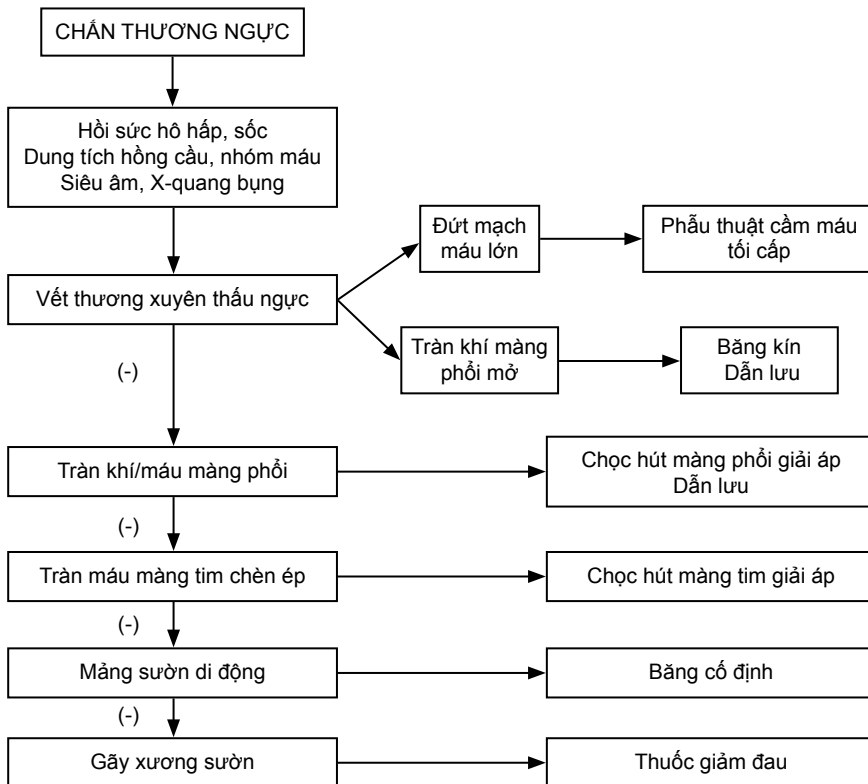 CHẤN THƯƠNG NGỰC
Hồi sức hô hấp, sốc
Dung tích hồng cầu, nhóm máu
Siêu âm, X-quang bụng
Vết thương xuyên thấu ngực
Đứt mạch
máu lớn
Phẫu thuật cầm máu
tối cấp
Tràn khí màng
phổi mở
Băng kín
Dẫn lưu
(-)
Tràn khí/máu màng phổi
Chọc hút màng phổi giải áp
Dẫn lưu
(-)
Tràn máu màng tim chèn ép
Chọc hút màng tim giải áp
(-)
Mảng sườn di động
Băng cố định
(-)
Gãy xương sườn
Thuốc giảm đau